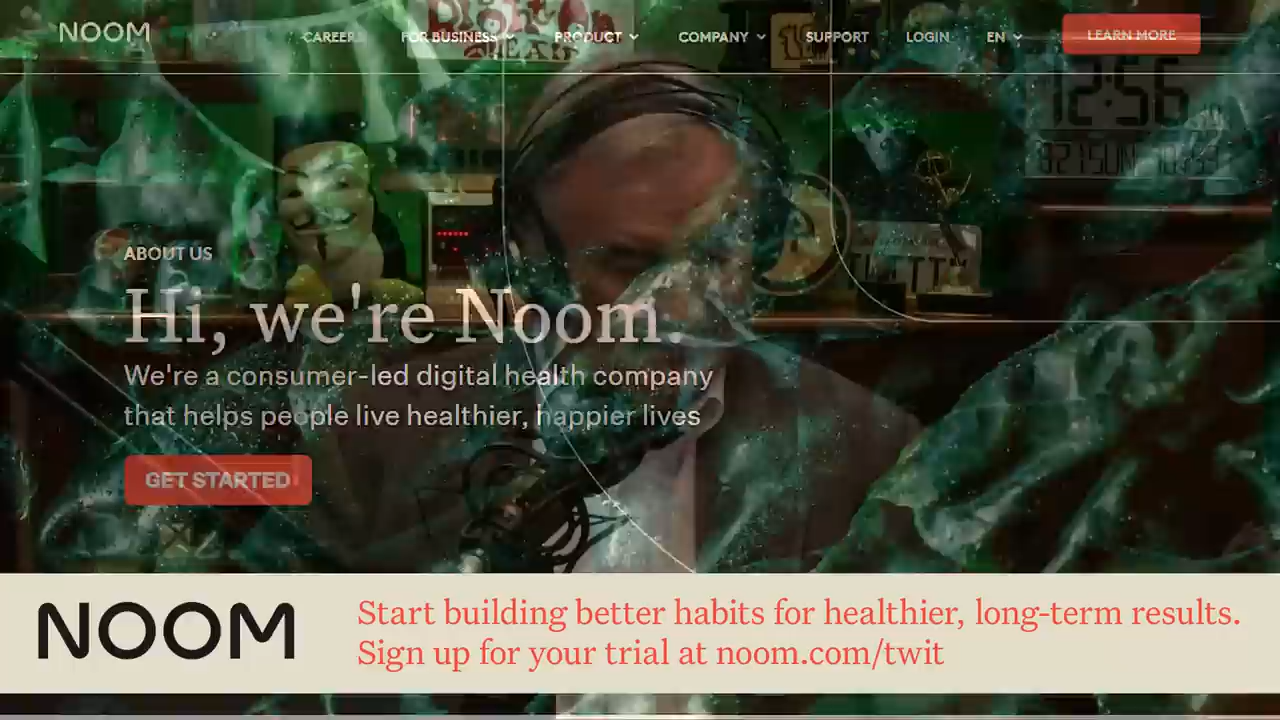 NOOM
CAREERS FOR BUSINESS PRODUCT COMPANY SUPPORT LOGIN EN LEARN MORE
12:56
ABOUT US
Hi, we're Noom.
We're a consumer-led digital health company
that helps people live healthier, happier lives
GET STARTED
NOOM
Start building better habits for healthier, long-term results.
Sign up for your trial at noom.com/twit